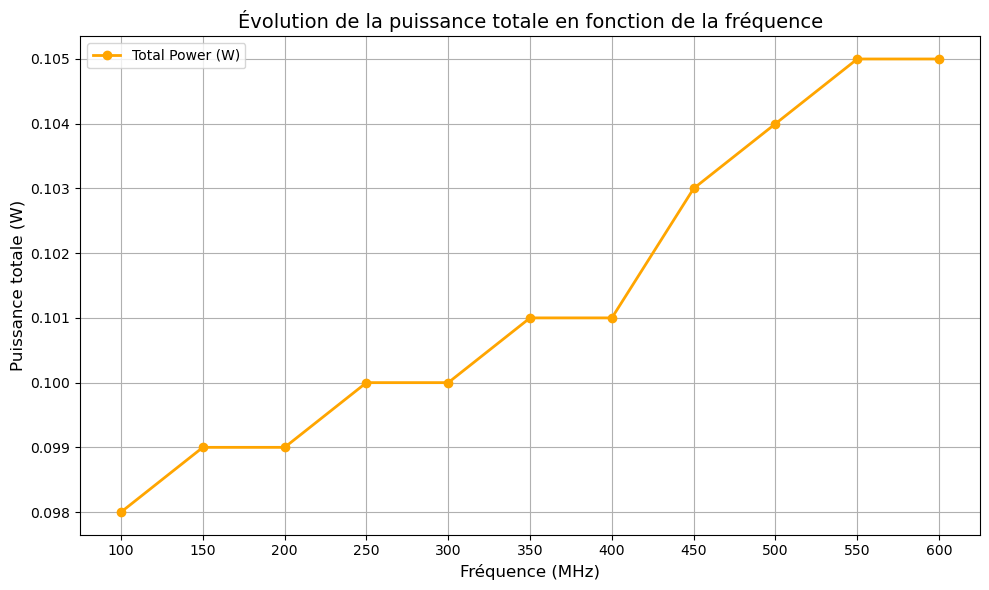 Évolution de la puissance totale en fonction de la fréquence
Total Power (W)
Puissance totale (W)
0.105
0.104
0.103
0.102
0.101
0.100
0.099
0.098
100 150 200 250 300 350 400 450 500 550 600
Fréquence (MHz)